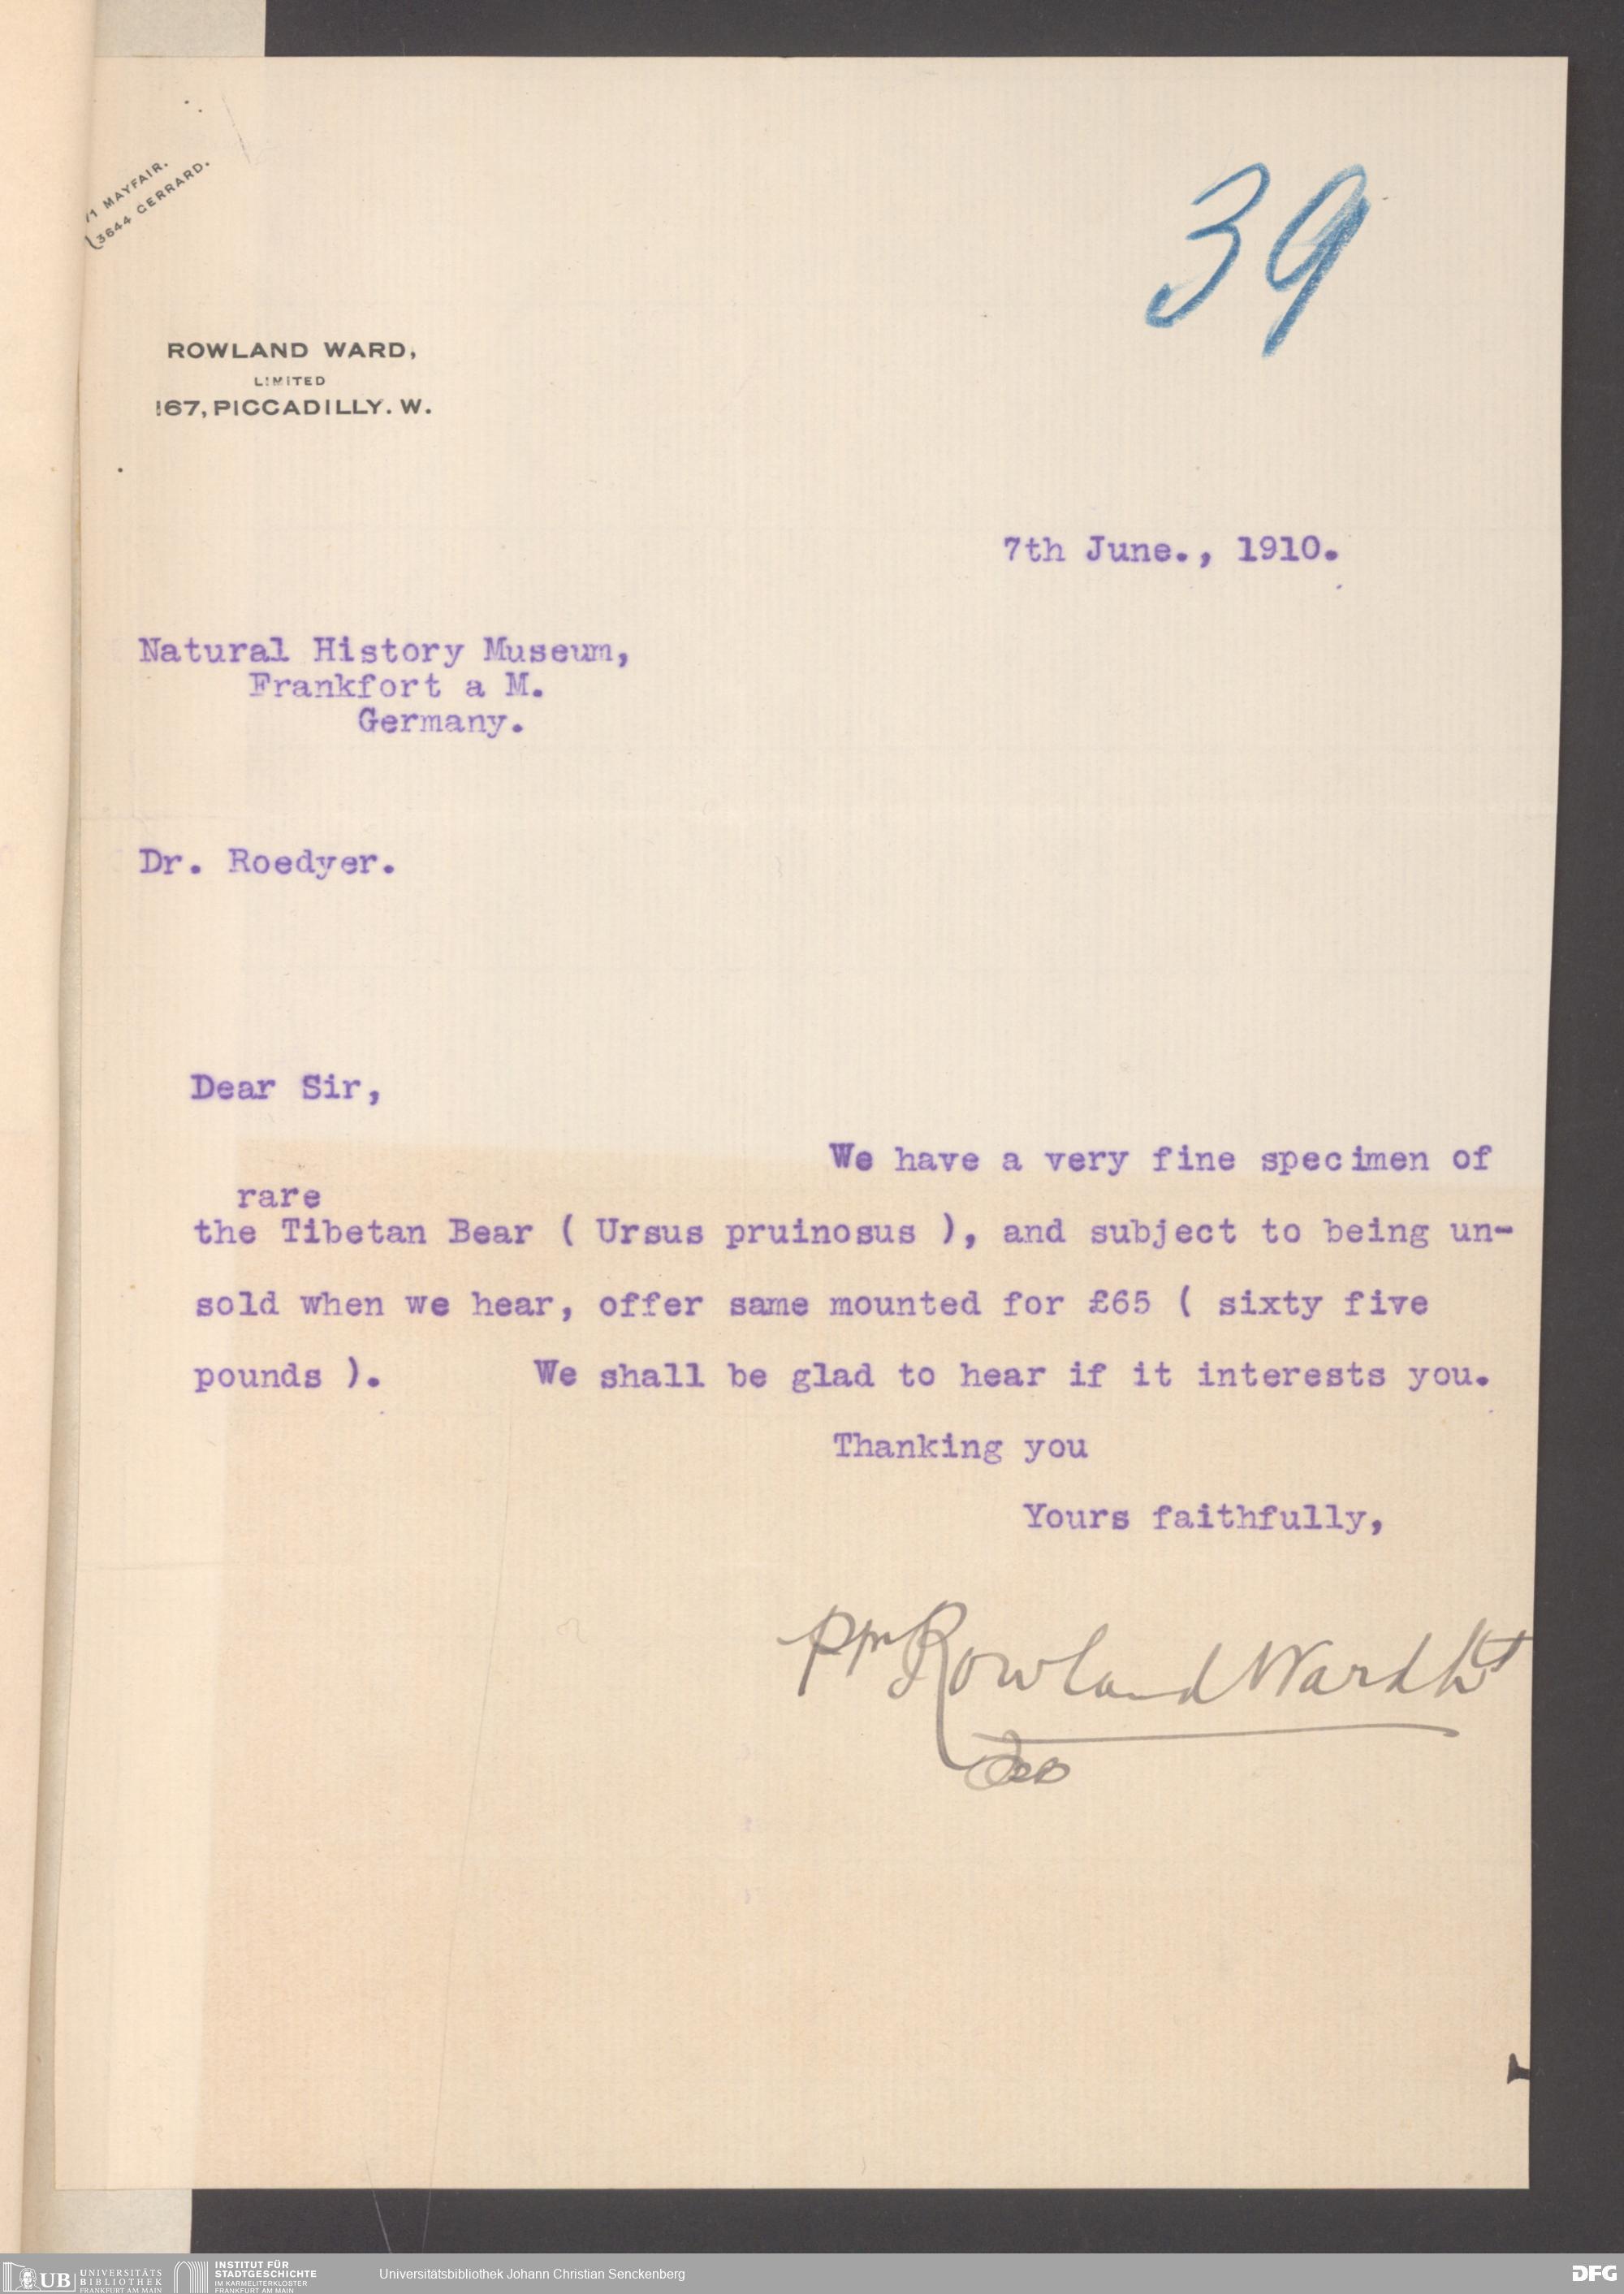 71 MAYFAIR.
3644 GERRARD.
39
ROWLAND WARD,
LIMITED
167, PICCADILLY. W.
7th June., 1910.
Natural History Museum,
Frankfort a M.
Germany.
Dr. Roedyer.
Dear Sir,
We have a very fine specimen of
rare
the Tibetan Bear ( Ursus pruinosus ), and subject to being un-
sold when we hear, offer same mounted for £65 ( sixty five
pounds ). We shall be glad to hear if it interests you.
Thanking you
Yours faithfully,
Rowland Ward Lt
UB UNIVERSITÄTS
BIBLIOTHEK
FRANKFURT AM MAIN
INSTITUT FÜR
STADTGESCHICHTE
IM KARMELITERKLOSTER
FRANKFURT AM MAIN
Universitätsbibliothek Johann Christian Senckenberg
DFG